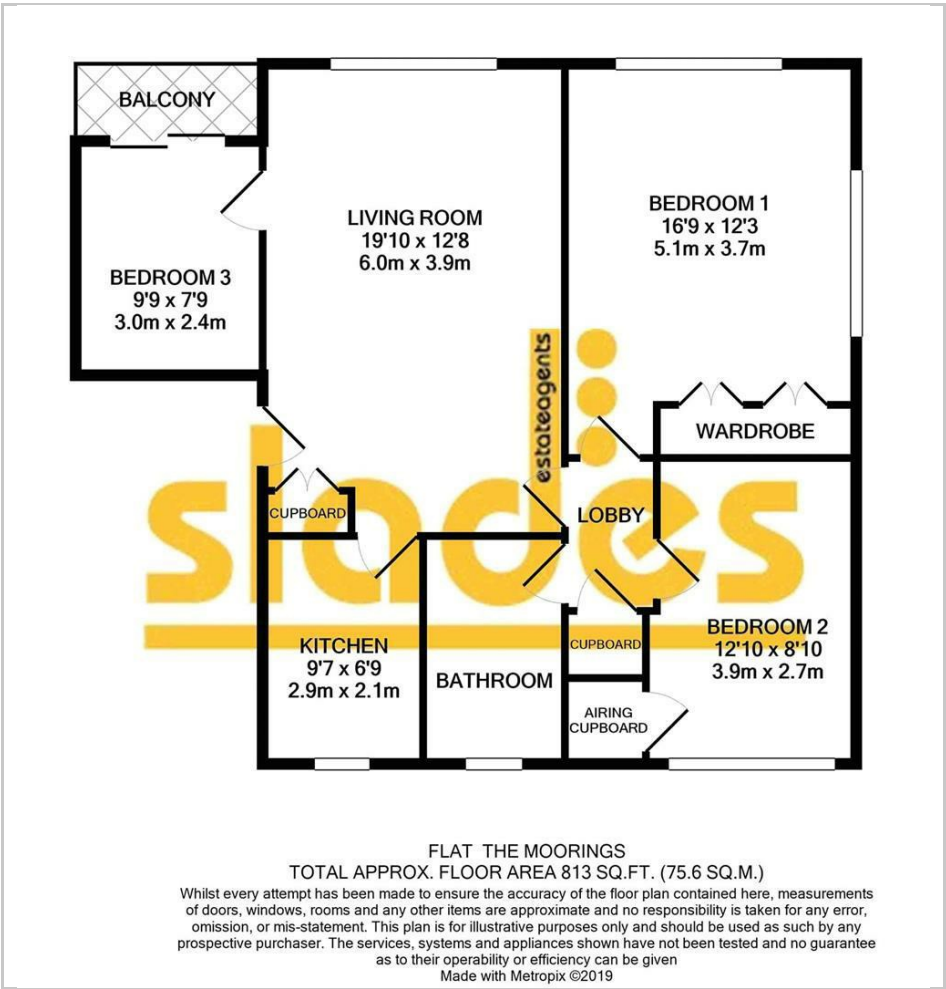 BALCONY
LIVING ROOM
19'10 x 12'8
6.0m x 3.9m
BEDROOM 1
16'9 x 12'3
5.1m x 3.7m
BEDROOM 3
9'9 x 7'9
3.0m x 2.4m
estateagents
slades
WARDROBE
CUPBOARD
LOBBY
KITCHEN
9'7 x 6'9
2.9m x 2.1m
BATHROOM
CUPBOARD
BEDROOM 2
12'10 x 8'10
3.9m x 2.7m
AIRING
CUPBOARD
FLAT THE MOORINGS
TOTAL APPROX. FLOOR AREA 813 SQ.FT. (75.6 SQ.M.)
Whilst every attempt has been made to ensure the accuracy of the floor plan contained here, measurements
of doors, windows, rooms and any other items are approximate and no responsibility is taken for any error,
omission, or mis-statement. This plan is for illustrative purposes only and should be used as such by any
prospective purchaser. The services, systems and appliances shown have not been tested and no guarantee
as to their operability or efficiency can be given
Made with Metropix ©2019